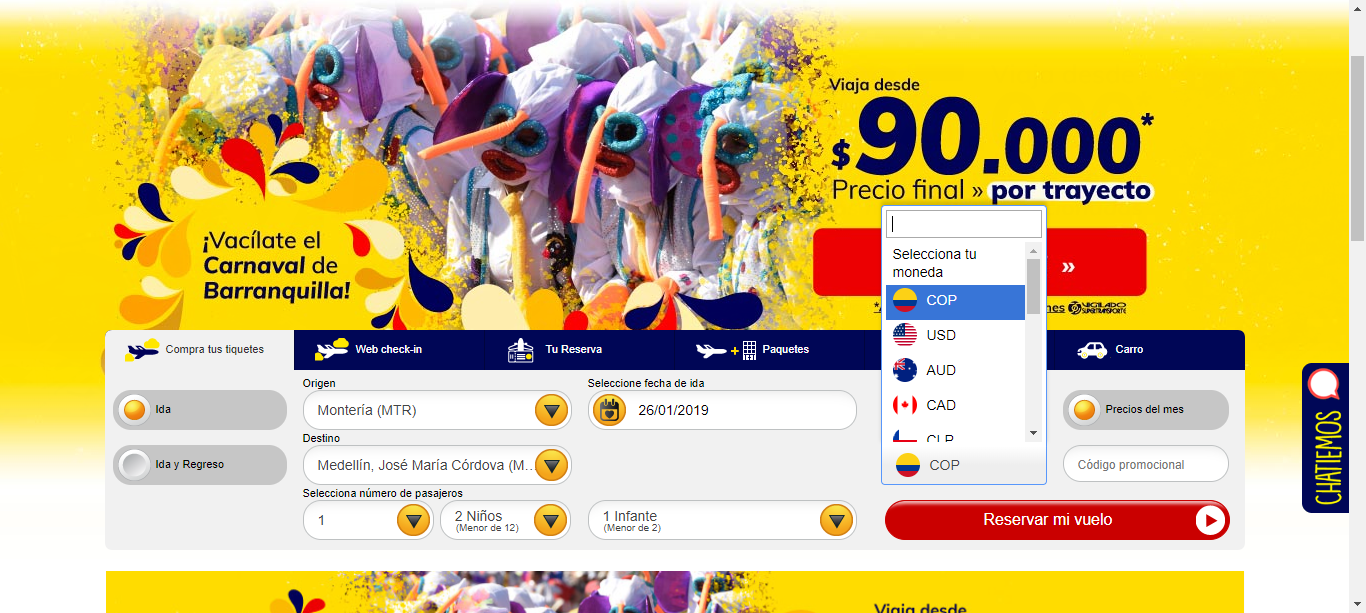 Viaja desde
$90.000*
Precio final » por trayecto
¡Vacílate el
Carnaval de
Barranquilla!
»
Selecciona tu
moneda
COP
USD
AUD
CAD
CLP
COP
VIGILADO
SUPERTRANSPORTE
Compra tus tiquetes
Web check-in
Tu Reserva
+
Paquetes
Carro
Ida
Ida y Regreso
Origen
Montería (MTR)
Destino
Medellín, José María Córdova (M...
Selecciona número de pasajeros
1
2 Niños
(Menor de 12)
1 Infante
(Menor de 2)
Seleccione fecha de ida
26/01/2019
Precios del mes
Código promocional
Reservar mi vuelo
CHATIEMOS
Viaja desde